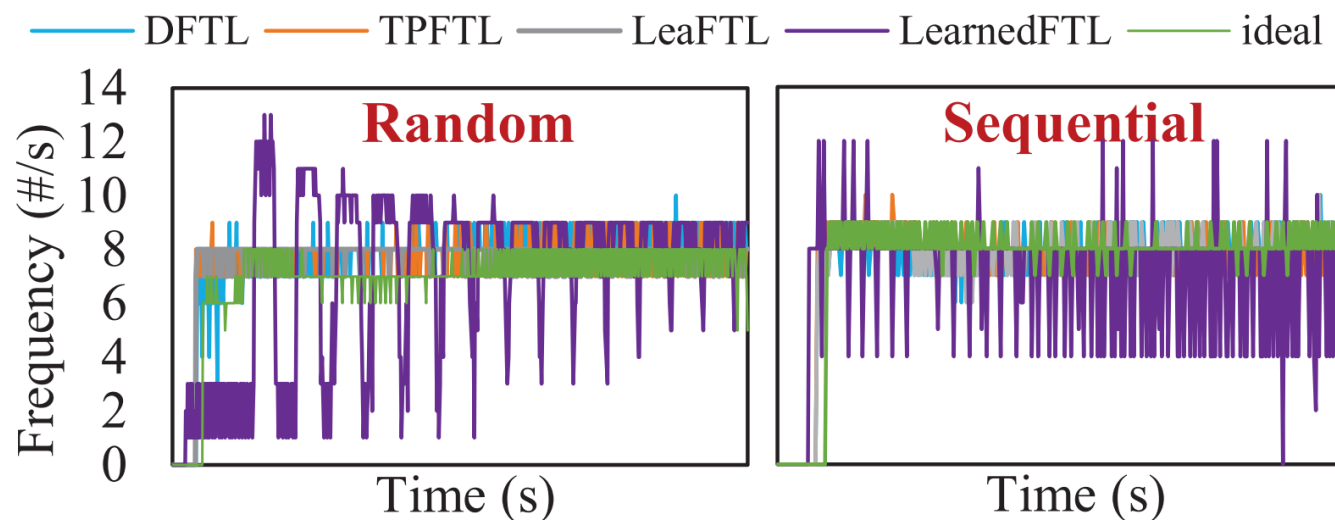 DFTL TPFTL LeaFTL LearnedFTL ideal
Frequency (#/s)
14
12
10
8
6
4
2
0
Random
Sequential
Time (s)
Time (s)